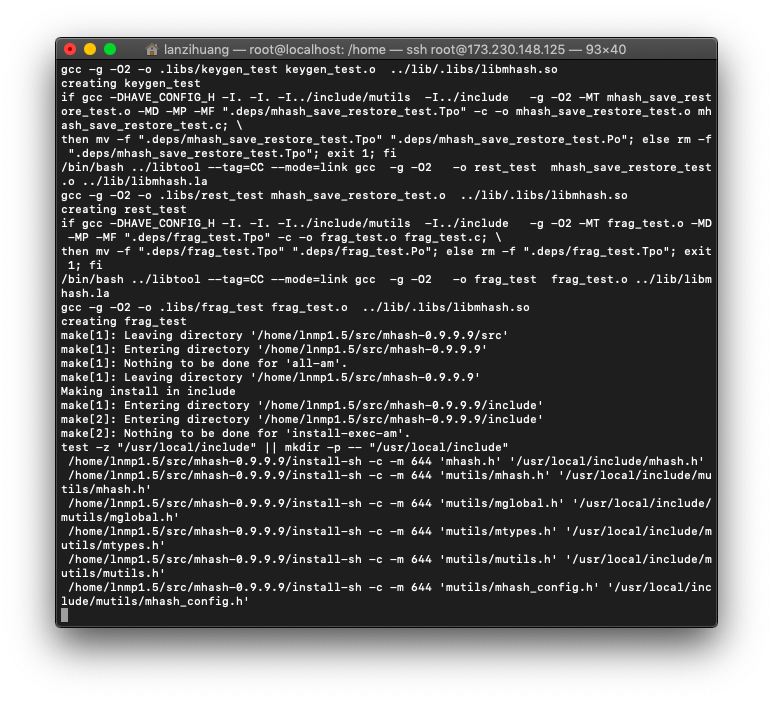 lanzihuang — root@localhost: /home — ssh root@173.230.148.125 — 93×40
gcc -g -O2 -o .libs/keygen_test keygen_test.o  ../lib/.libs/libmhash.so
creating keygen_test
if gcc -DHAVE_CONFIG_H -I. -I. -I../include/mutils  -I../include   -g -O2 -MT mhash_save_rest
ore_test.o -MD -MP -MF ".deps/mhash_save_restore_test.Tpo" -c -o mhash_save_restore_test.o mh
ash_save_restore_test.c; \
then mv -f ".deps/mhash_save_restore_test.Tpo" ".deps/mhash_save_restore_test.Po"; else rm -f
 ".deps/mhash_save_restore_test.Tpo"; exit 1; fi
/bin/bash ../libtool --tag=CC --mode=link gcc  -g -O2   -o rest_test  mhash_save_restore_test
.o ../lib/libmhash.la
gcc -g -O2 -o .libs/rest_test mhash_save_restore_test.o  ../lib/.libs/libmhash.so
creating rest_test
if gcc -DHAVE_CONFIG_H -I. -I. -I../include/mutils  -I../include   -g -O2 -MT frag_test.o -MD
 -MP -MF ".deps/frag_test.Tpo" -c -o frag_test.o frag_test.c; \
then mv -f ".deps/frag_test.Tpo" ".deps/frag_test.Po"; else rm -f ".deps/frag_test.Tpo"; exit
 1; fi
/bin/bash ../libtool --tag=CC --mode=link gcc  -g -O2   -o frag_test  frag_test.o ../lib/libm
hash.la
gcc -g -O2 -o .libs/frag_test frag_test.o  ../lib/.libs/libmhash.so
creating frag_test
make[1]: Leaving directory '/home/lnmp1.5/src/mhash-0.9.9.9/src'
make[1]: Entering directory '/home/lnmp1.5/src/mhash-0.9.9.9'
make[1]: Nothing to be done for 'all-am'.
make[1]: Leaving directory '/home/lnmp1.5/src/mhash-0.9.9.9'
Making install in include
make[1]: Entering directory '/home/lnmp1.5/src/mhash-0.9.9.9/include'
make[2]: Entering directory '/home/lnmp1.5/src/mhash-0.9.9.9/include'
make[2]: Nothing to be done for 'install-exec-am'.
test -z "/usr/local/include" || mkdir -p -- "/usr/local/include"
 /home/lnmp1.5/src/mhash-0.9.9.9/install-sh -c -m 644 'mhash.h' '/usr/local/include/mhash.h'
 /home/lnmp1.5/src/mhash-0.9.9.9/install-sh -c -m 644 'mutils/mhash.h' '/usr/local/include/mu
tils/mhash.h'
 /home/lnmp1.5/src/mhash-0.9.9.9/install-sh -c -m 644 'mutils/mglobal.h' '/usr/local/include/
mutils/mglobal.h'
 /home/lnmp1.5/src/mhash-0.9.9.9/install-sh -c -m 644 'mutils/mtypes.h' '/usr/local/include/m
utils/mtypes.h'
 /home/lnmp1.5/src/mhash-0.9.9.9/install-sh -c -m 644 'mutils/mutils.h' '/usr/local/include/m
utils/mutils.h'
 /home/lnmp1.5/src/mhash-0.9.9.9/install-sh -c -m 644 'mutils/mhash_config.h' '/usr/local/inc
lude/mutils/mhash_config.h'